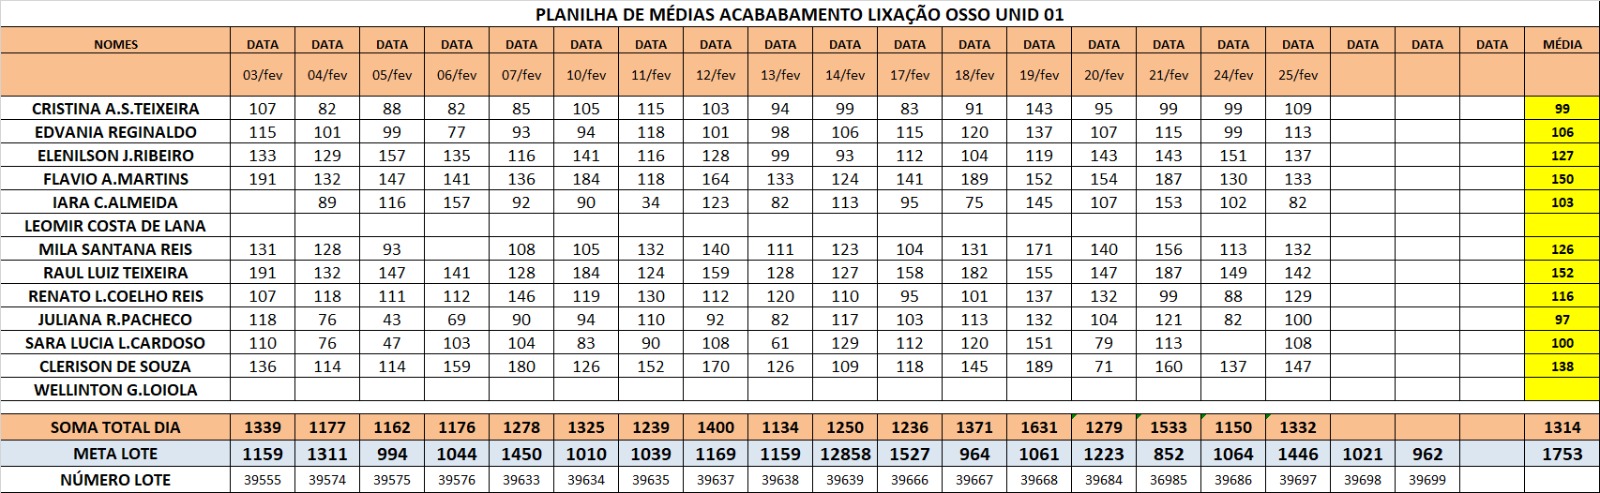 PLANILHA DE MÉDIAS ACABABAMENTO LIXAÇÃO OSSO UNID 01
NOMES DATA DATA DATA DATA DATA DATA DATA DATA DATA DATA DATA DATA DATA DATA DATA DATA DATA DATA DATA DATA MÉDIA
03/fev 04/fev 05/fev 06/fev 07/fev 10/fev 11/fev 12/fev 13/fev 14/fev 17/fev 18/fev 19/fev 20/fev 21/fev 24/fev 25/fev
CRISTINA A.S.TEIXEIRA 107 82 88 82 85 105 115 103 94 99 83 91 143 95 99 99 109 99
EDVANIA REGINALDO 115 101 99 77 93 94 118 101 98 106 115 120 137 107 115 99 113 106
ELENILSON J.RIBEIRO 133 129 157 135 116 141 116 128 99 93 112 104 119 143 143 151 137 127
FLAVIO A.MARTINS 191 132 147 141 136 184 118 164 133 124 141 189 152 154 187 130 133 150
IARA C.ALMEIDA 89 116 157 92 90 34 123 82 113 95 75 145 107 153 102 82 103
LEOMIR COSTA DE LANA
MILA SANTANA REIS 131 128 93 108 105 132 140 111 123 104 131 171 140 156 113 132 126
RAUL LUIZ TEIXEIRA 191 132 147 141 128 184 124 159 128 127 158 182 155 147 187 149 142 152
RENATO L.COELHO REIS 107 118 111 112 146 119 130 112 120 110 95 101 137 132 99 88 129 116
JULIANA R.PACHECO 118 76 43 69 90 94 110 92 82 117 103 113 132 104 121 82 100 97
SARA LUCIA L.CARDOSO 110 76 47 103 104 83 90 108 61 129 112 120 151 79 113 108 100
CLERISON DE SOUZA 136 114 114 159 180 126 152 170 126 109 118 145 189 71 160 137 147 138
WELLINTON G.LOIOLA
SOMA TOTAL DIA 1339 1177 1162 1176 1278 1325 1239 1400 1134 1250 1236 1371 1631 1279 1533 1150 1332 1314
META LOTE 1159 1311 994 1044 1450 1010 1039 1169 1159 12858 1527 964 1061 1223 852 1064 1446 1021 962 1753
NÚMERO LOTE 39555 39574 39575 39576 39633 39634 39635 39637 39638 39639 39666 39667 39668 39684 36985 39686 39697 39698 39699